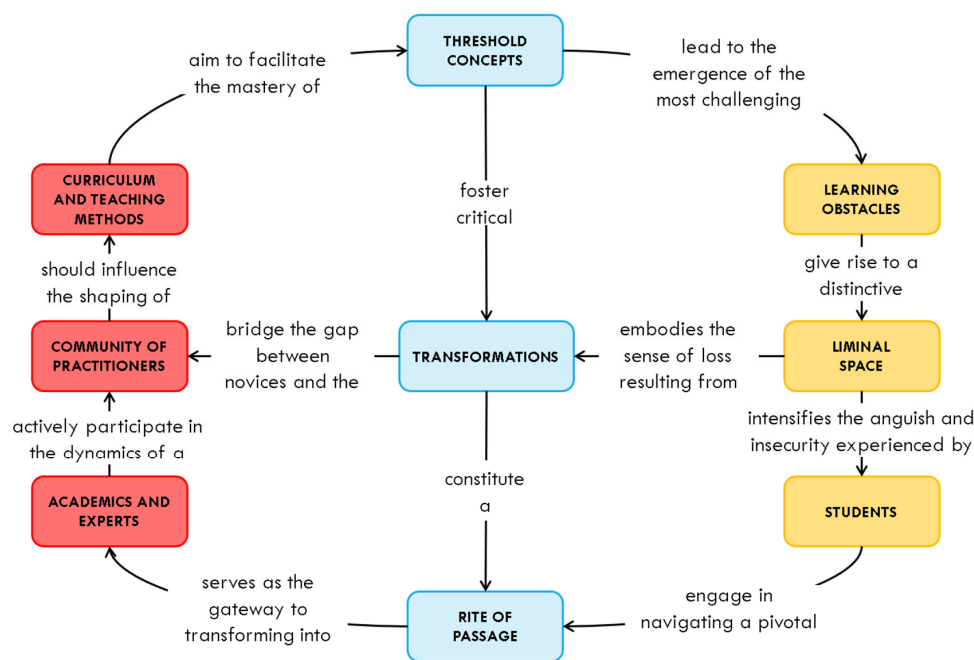 THRESHOLD
CONCEPTS
aim to facilitate
the mastery of
lead to the
emergence of the
most challenging
CURRICULUM
AND TEACHING
METHODS
foster
critical
LEARNING
OBSTACLES
should influence
the shaping of
give rise to a
distinctive
COMMUNITY OF
PRACTITIONERS
bridge the gap
between
novices and the
TRANSFORMATIONS
embodies the
sense of loss
resulting from
LIMINAL
SPACE
actively participate in
the dynamics of a
intensifies the anguish and
insecurity experienced by
ACADEMICS AND
EXPERTS
constitute
a
STUDENTS
serves as the
gateway to
transforming into
RITE OF
PASSAGE
engage in
navigating a pivotal